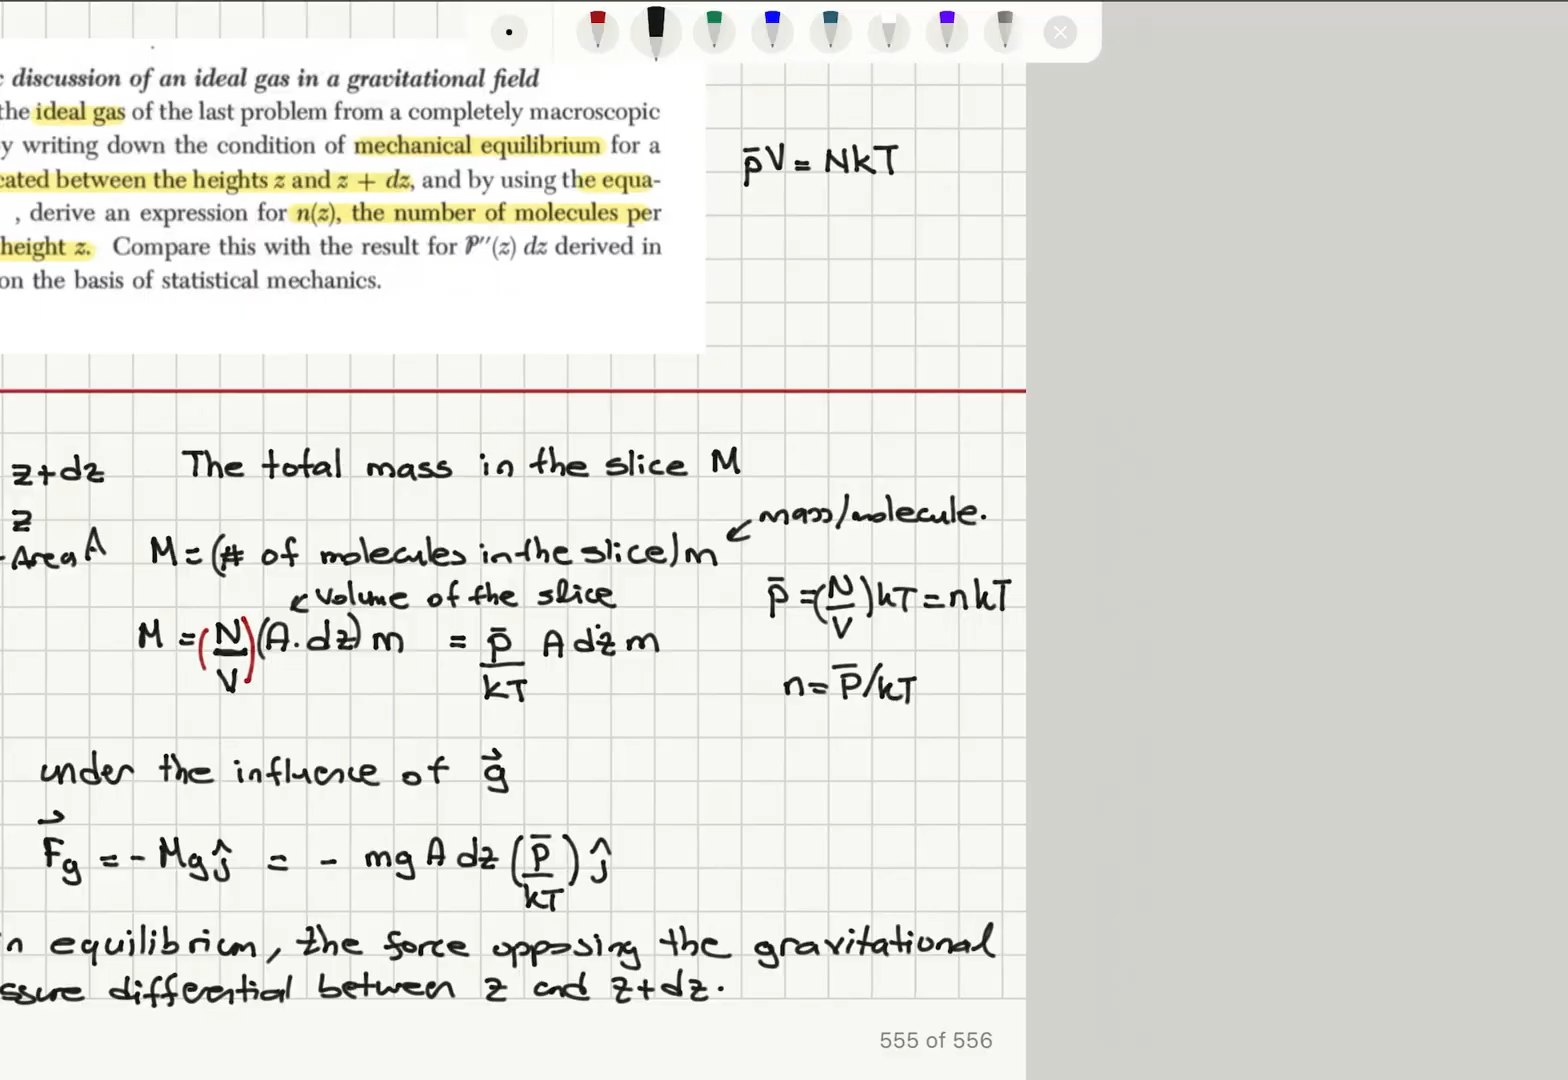 discussion of an ideal gas in a gravitational field
the ideal gas of the last problem from a completely macroscopic
y writing down the condition of mechanical equilibrium for a
cated between the heights z and z + dz, and by using the equa-
, derive an expression for n(z), the number of molecules per
height z. Compare this with the result for P''(z) dz derived in
on the basis of statistical mechanics.
p̄V = NkT
z+dz
The total mass in the slice M
z
mass/molecule.
Area A
M = (# of molecules in the slice) m
volume of the slice
p̄ = (N/V) kT = nkT
M = (N/V) (A. dz) m = p̄/kT A dz m
n = p̄/kT
under the influence of g⃗
F⃗g = - Mg ĵ = - mg A dz (p̄/kT) ĵ
n equilibrium, the force opposing the gravitational
ssure differential between z and z+dz.
555 of 556